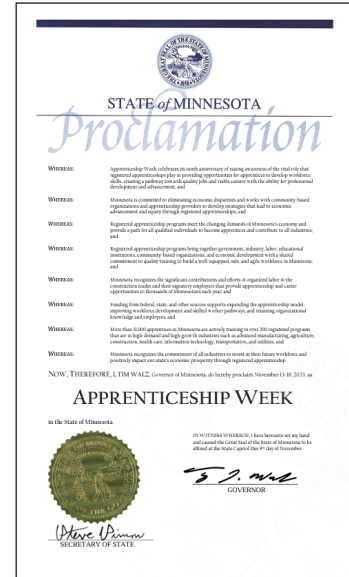 STATE of MINNESOTA
Proclamation
WHEREAS: Apprenticeship Week celebrates its ninth anniversary of raising awareness of the vital role that
registered apprenticeships play in providing opportunities for apprentices to develop workforce
skills, creating a pathway towards quality jobs and viable careers with the ability for professional
development and advancement; and
WHEREAS: Minnesota is committed to eliminating economic disparities and works with community-based
organizations and apprenticeship providers to develop strategies that lead to economic
advancement and equity through registered apprenticeships; and
WHEREAS: Registered apprenticeship programs meet the changing demands of Minnesota's economy and
provide a path for all qualified individuals to become apprentices and contribute to all industries;
and
WHEREAS: Registered apprenticeship programs bring together government, industry, labor, educational
institutions, community-based organizations, and economic development with a shared
commitment to quality training to build a well-equipped, safe, and agile workforce in Minnesota;
and
WHEREAS: Minnesota recognizes the significant contributions and efforts of organized labor in the
construction trades and their signatory employers that provide apprenticeship and career
opportunities to thousands of Minnesotans each year; and
WHEREAS: Funding from federal, state, and other sources supports expanding the apprenticeship model,
improving workforce development and skilled worker pathways, and retaining organizational
knowledge and employees; and
WHEREAS: More than 11,000 apprentices in Minnesota are actively training in over 200 registered programs
that are in high-demand and high-growth industries such as advanced manufacturing, agriculture,
construction, health care, information technology, transportation, and utilities; and
WHEREAS: Minnesota recognizes the commitment of all industries to invest in their future workforce and
positively impact our state's economic prosperity through registered apprenticeship.
NOW, THEREFORE, I, TIM WALZ, Governor of Minnesota, do hereby proclaim November 13-19, 2023, as
APPRENTICESHIP WEEK
in the State of Minnesota.
IN WITNESS WHEREOF, I have hereunto set my hand
and caused the Great Seal of the State of Minnesota to be
affixed at the State Capitol this 9th day of November.
GOVERNOR
Steve Simon
SECRETARY OF STATE